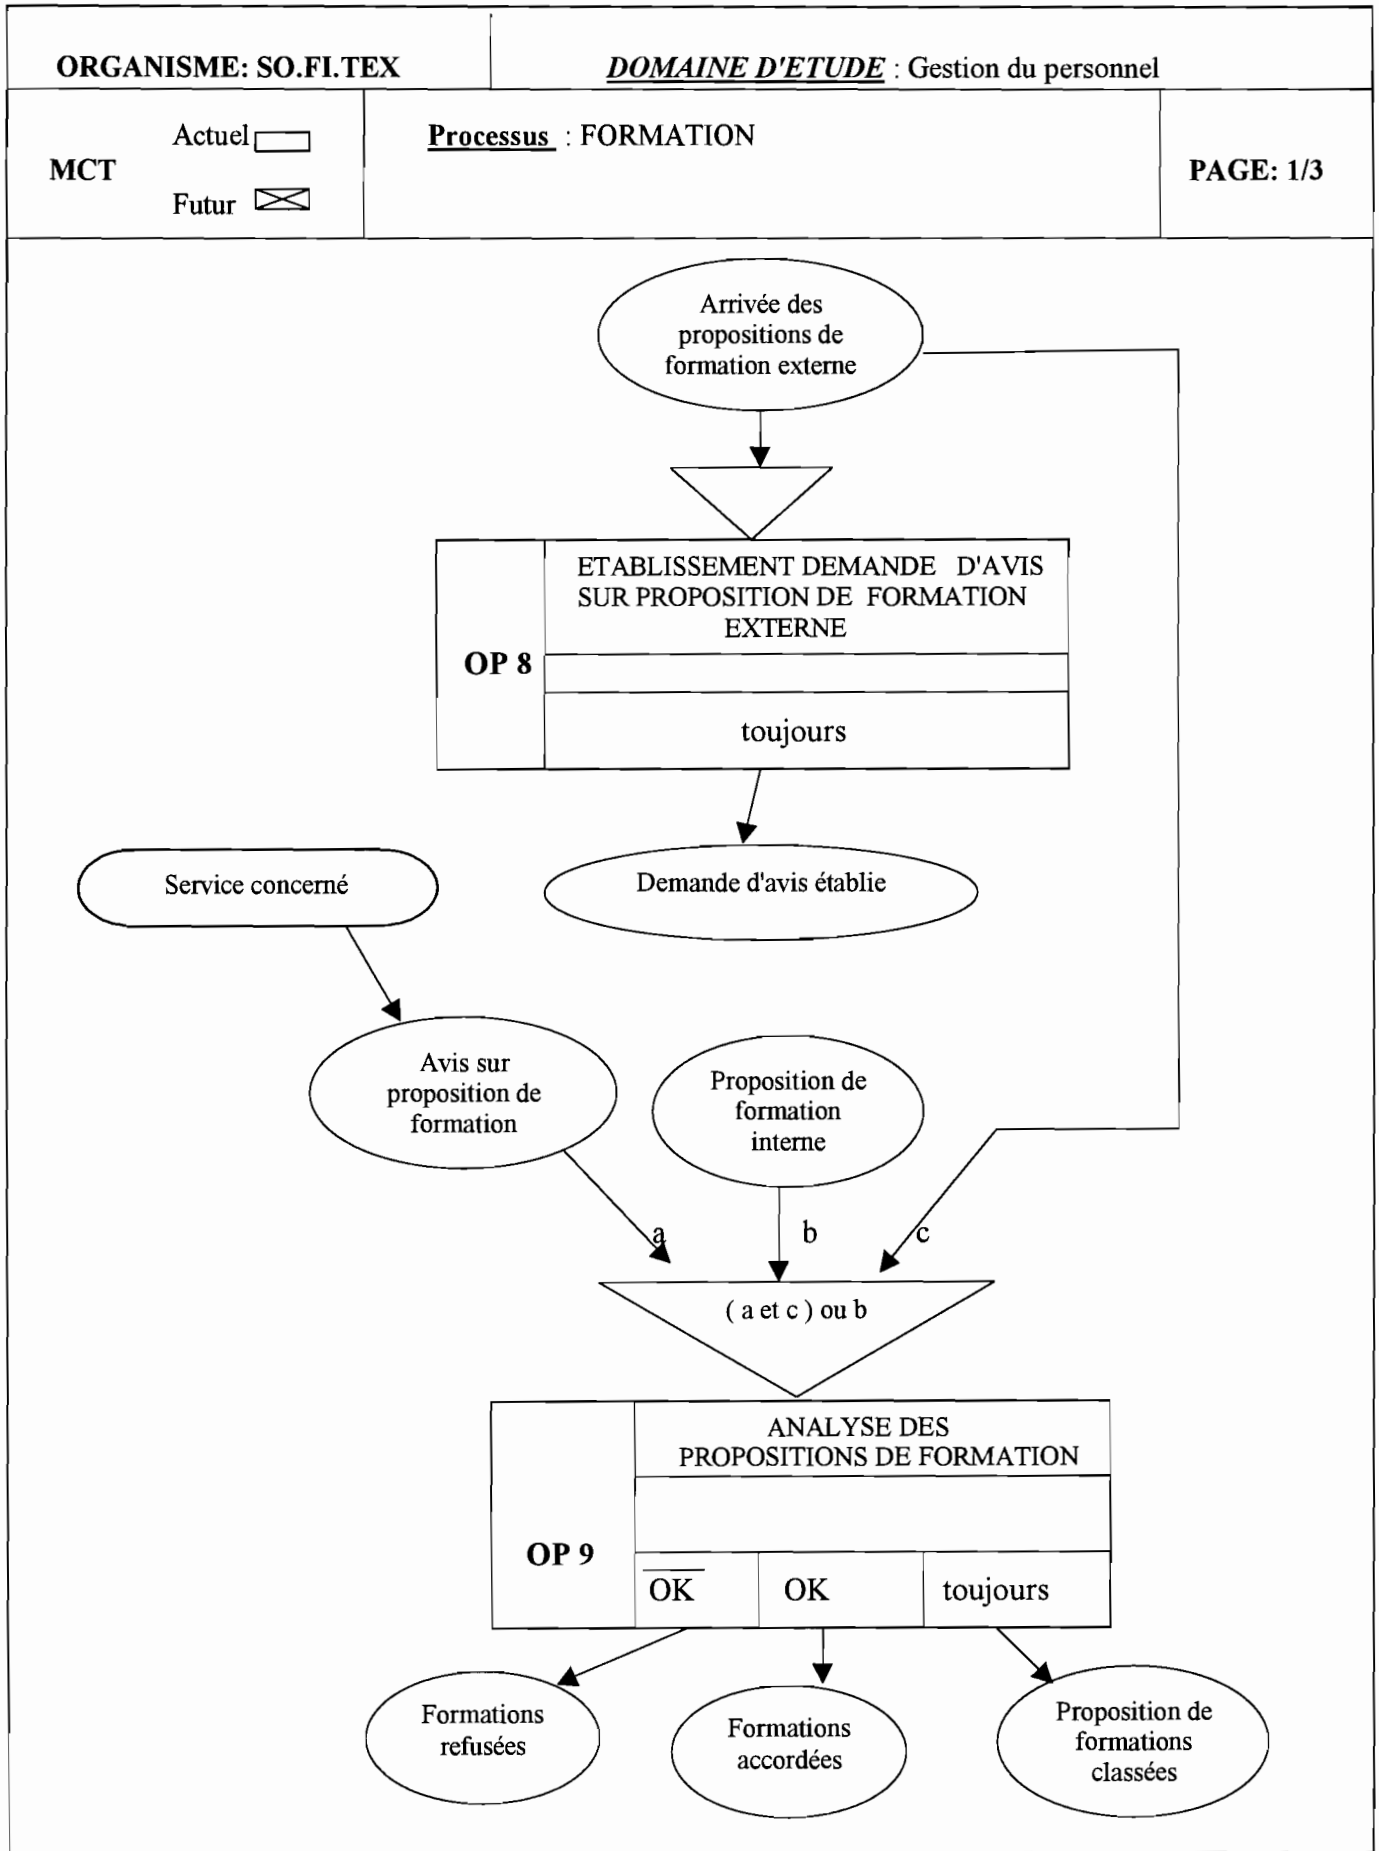 ORGANISME: SO.FI.TEX
DOMAINE D'ETUDE : Gestion du personnel
MCT
Actuel
Futur
Processus : FORMATION
PAGE: 1/3
Arrivée des
propositions de
formation externe
OP 8
ETABLISSEMENT DEMANDE D'AVIS
SUR PROPOSITION DE FORMATION
EXTERNE
toujours
Service concerné
Demande d'avis établie
Avis sur
proposition de
formation
Proposition de
formation
interne
a
b
c
( a et c ) ou b
OP 9
ANALYSE DES
PROPOSITIONS DE FORMATION
OK
OK
toujours
Formations
refusées
Formations
accordées
Proposition de
formations
classées